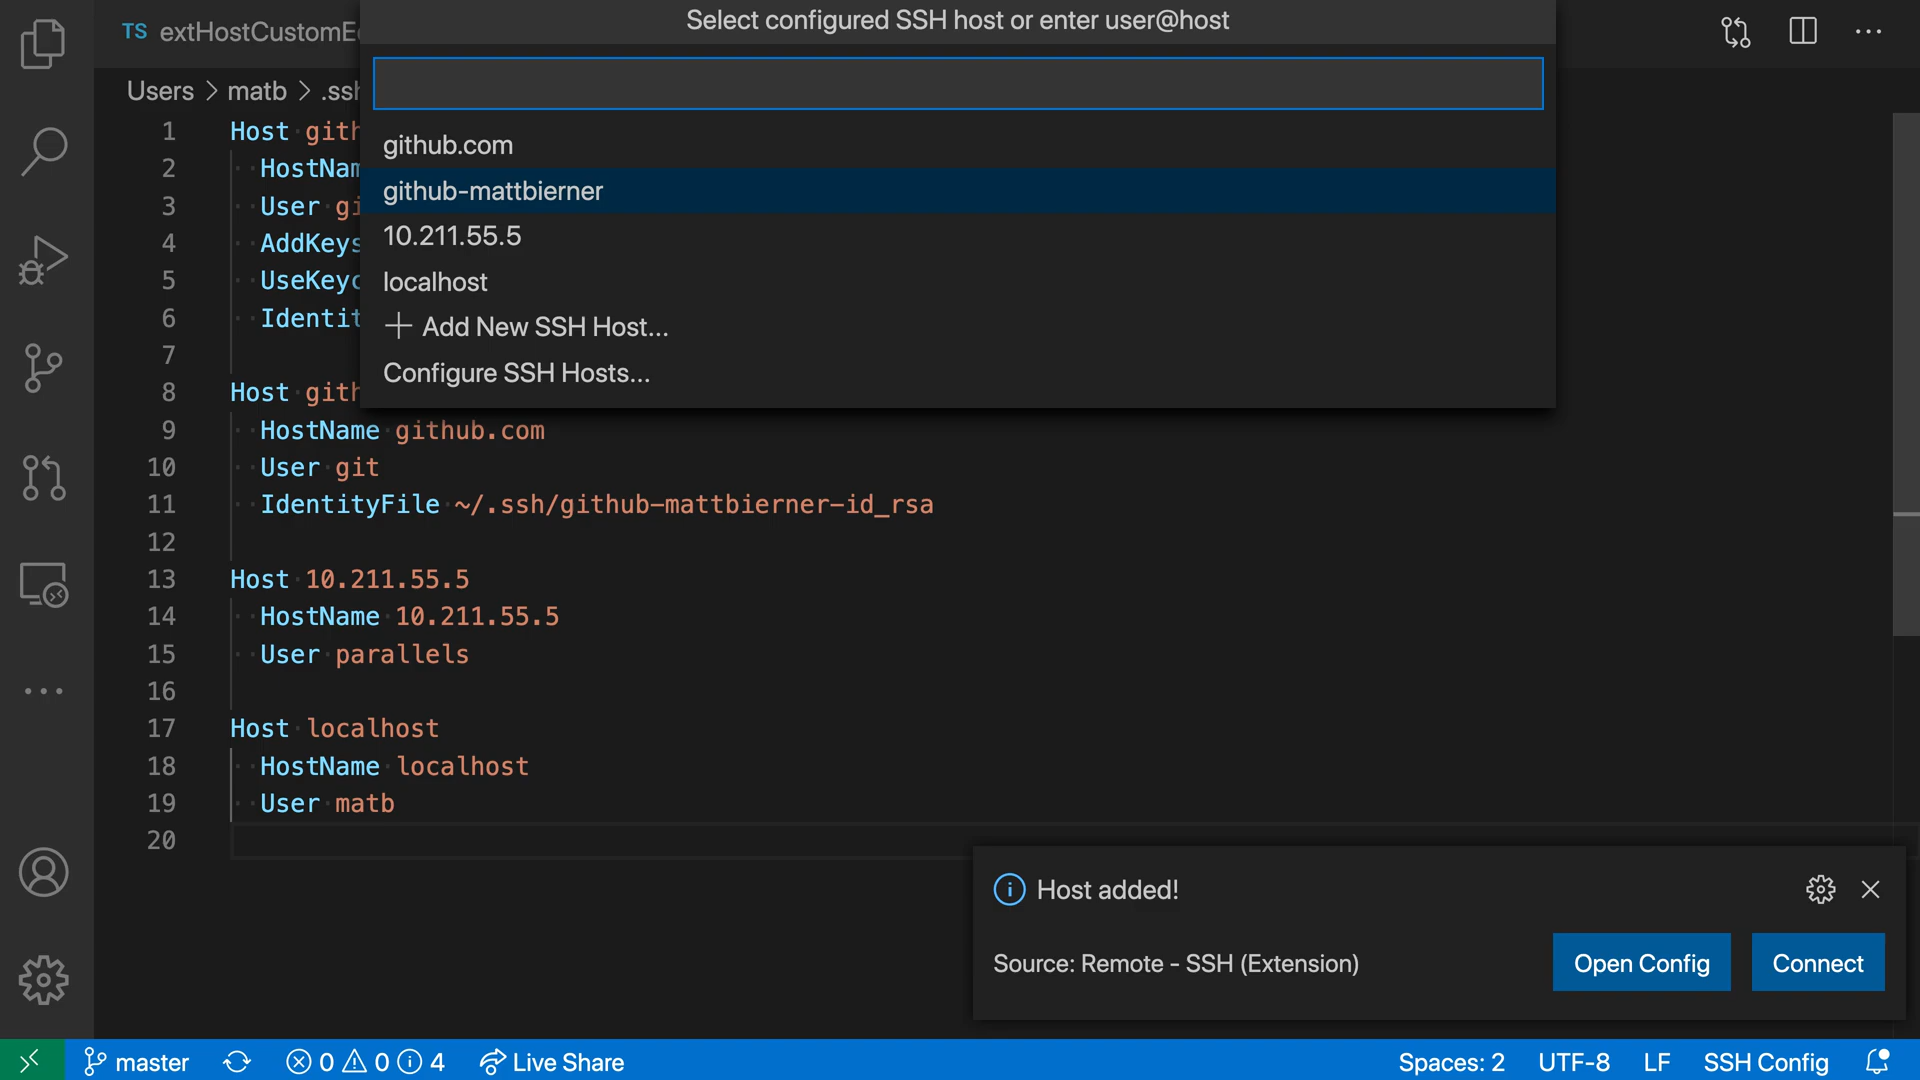 TS extHostCustomE
Select configured SSH host or enter user@host
Users > matb > .ssh
github.com
github-mattbierner
10.211.55.5
localhost
+ Add New SSH Host...
Configure SSH Hosts...
1 Host gith
2 HostNam
3 User gi
4 AddKeys
5 UseKeyc
6 Identit
7
8 Host gith
9 HostName github.com
10 User git
11 IdentityFile ~/.ssh/github-mattbierner-id_rsa
12
13 Host 10.211.55.5
14 HostName 10.211.55.5
15 User parallels
16
17 Host localhost
18 HostName localhost
19 User matb
20
Host added!
Source: Remote - SSH (Extension)
Open Config
Connect
master 0 0 4 Live Share Spaces: 2 UTF-8 LF SSH Config